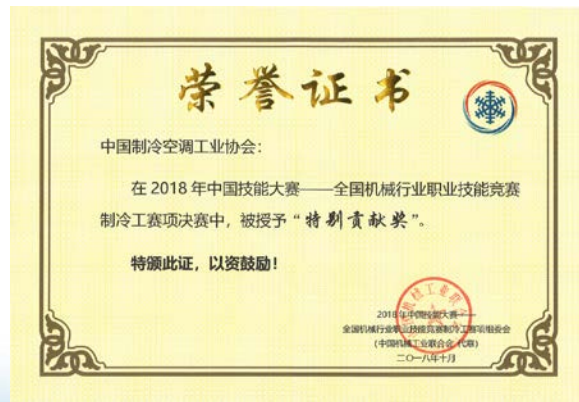 荣誉证书
中国制冷空调工业协会：
在 2018 年中国技能大赛——全国机械行业职业技能竞赛
制冷工赛项决赛中，被授予“特别贡献奖”。
特颁此证，以资鼓励！
2018 年中国技能大赛——
全国机械行业职业技能竞赛制冷工赛项组委会
（中国机械工业联合会 代章）
二〇一八年十月